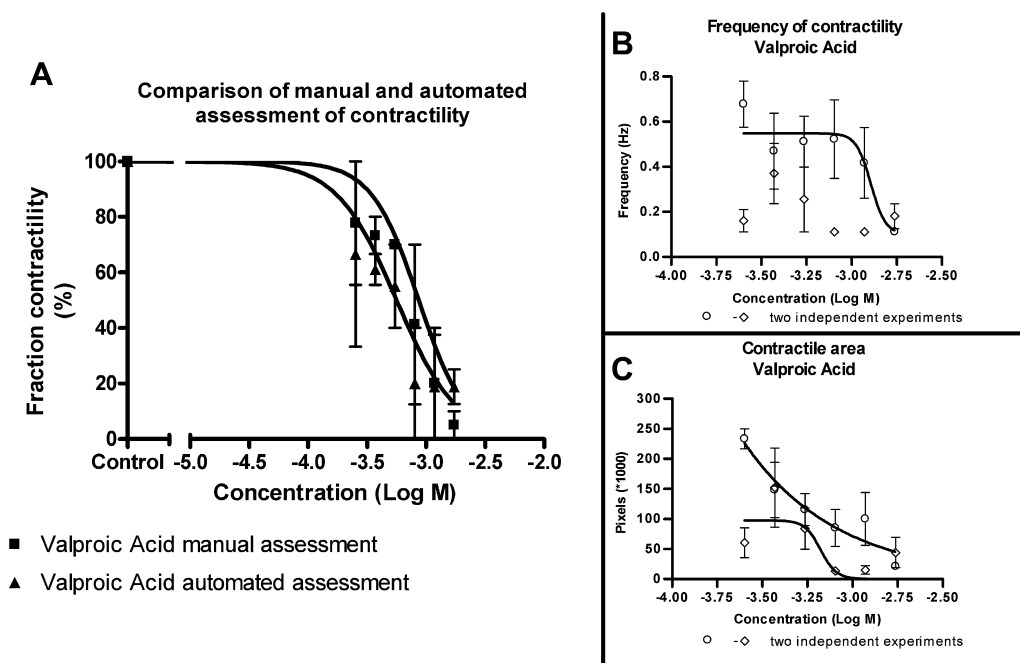 A
Comparison of manual and automated
assessment of contractility
Fraction contractility
(%)
100
80
60
40
20
0
Control -5.0 -4.5 -4.0 -3.5 -3.0 -2.5 -2.0
Concentration (Log M)
Valproic Acid manual assessment
Valproic Acid automated assessment
B
Frequency of contractility
Valproic Acid
Frequency (Hz)
0.8
0.6
0.4
0.2
0.0
-4.00 -3.75 -3.50 -3.25 -3.00 -2.75 -2.50
Concentration (Log M)
two independent experiments
C
Contractile area
Valproic Acid
Pixels (*1000)
300
250
200
150
100
50
0
-4.00 -3.75 -3.50 -3.25 -3.00 -2.75 -2.50
Concentration (Log M)
two independent experiments